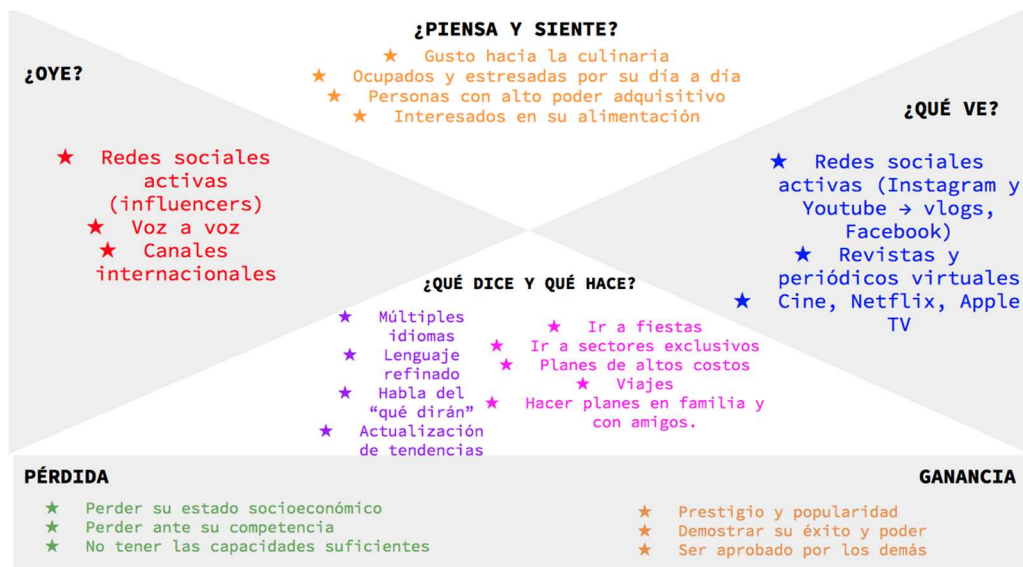 ¿PIENSA Y SIENTE?
★ Gusto hacia la culinaria
★ Ocupados y estresadas por su día a día
★ Personas con alto poder adquisitivo
★ Interesados en su alimentación
¿OYE?
★ Redes sociales
activas
(influencers)
★ Voz a voz
★ Canales
internacionales
¿QUÉ VE?
★ Redes sociales
activas (Instagram y
Youtube → vlogs,
Facebook)
★ Revistas y
periódicos virtuales
★ Cine, Netflix, Apple
TV
¿QUÉ DICE Y QUÉ HACE?
★ Múltiples
idiomas
★ Lenguaje
refinado
★ Habla del
“qué dirán”
★ Actualización
de tendencias
★ Ir a fiestas
★ Ir a sectores exclusivos
★ Planes de altos costos
★ Viajes
★ Hacer planes en familia y
con amigos.
PÉRDIDA
★ Perder su estado socioeconómico
★ Perder ante su competencia
★ No tener las capacidades suficientes
GANANCIA
★ Prestigio y popularidad
★ Demostrar su éxito y poder
★ Ser aprobado por los demás